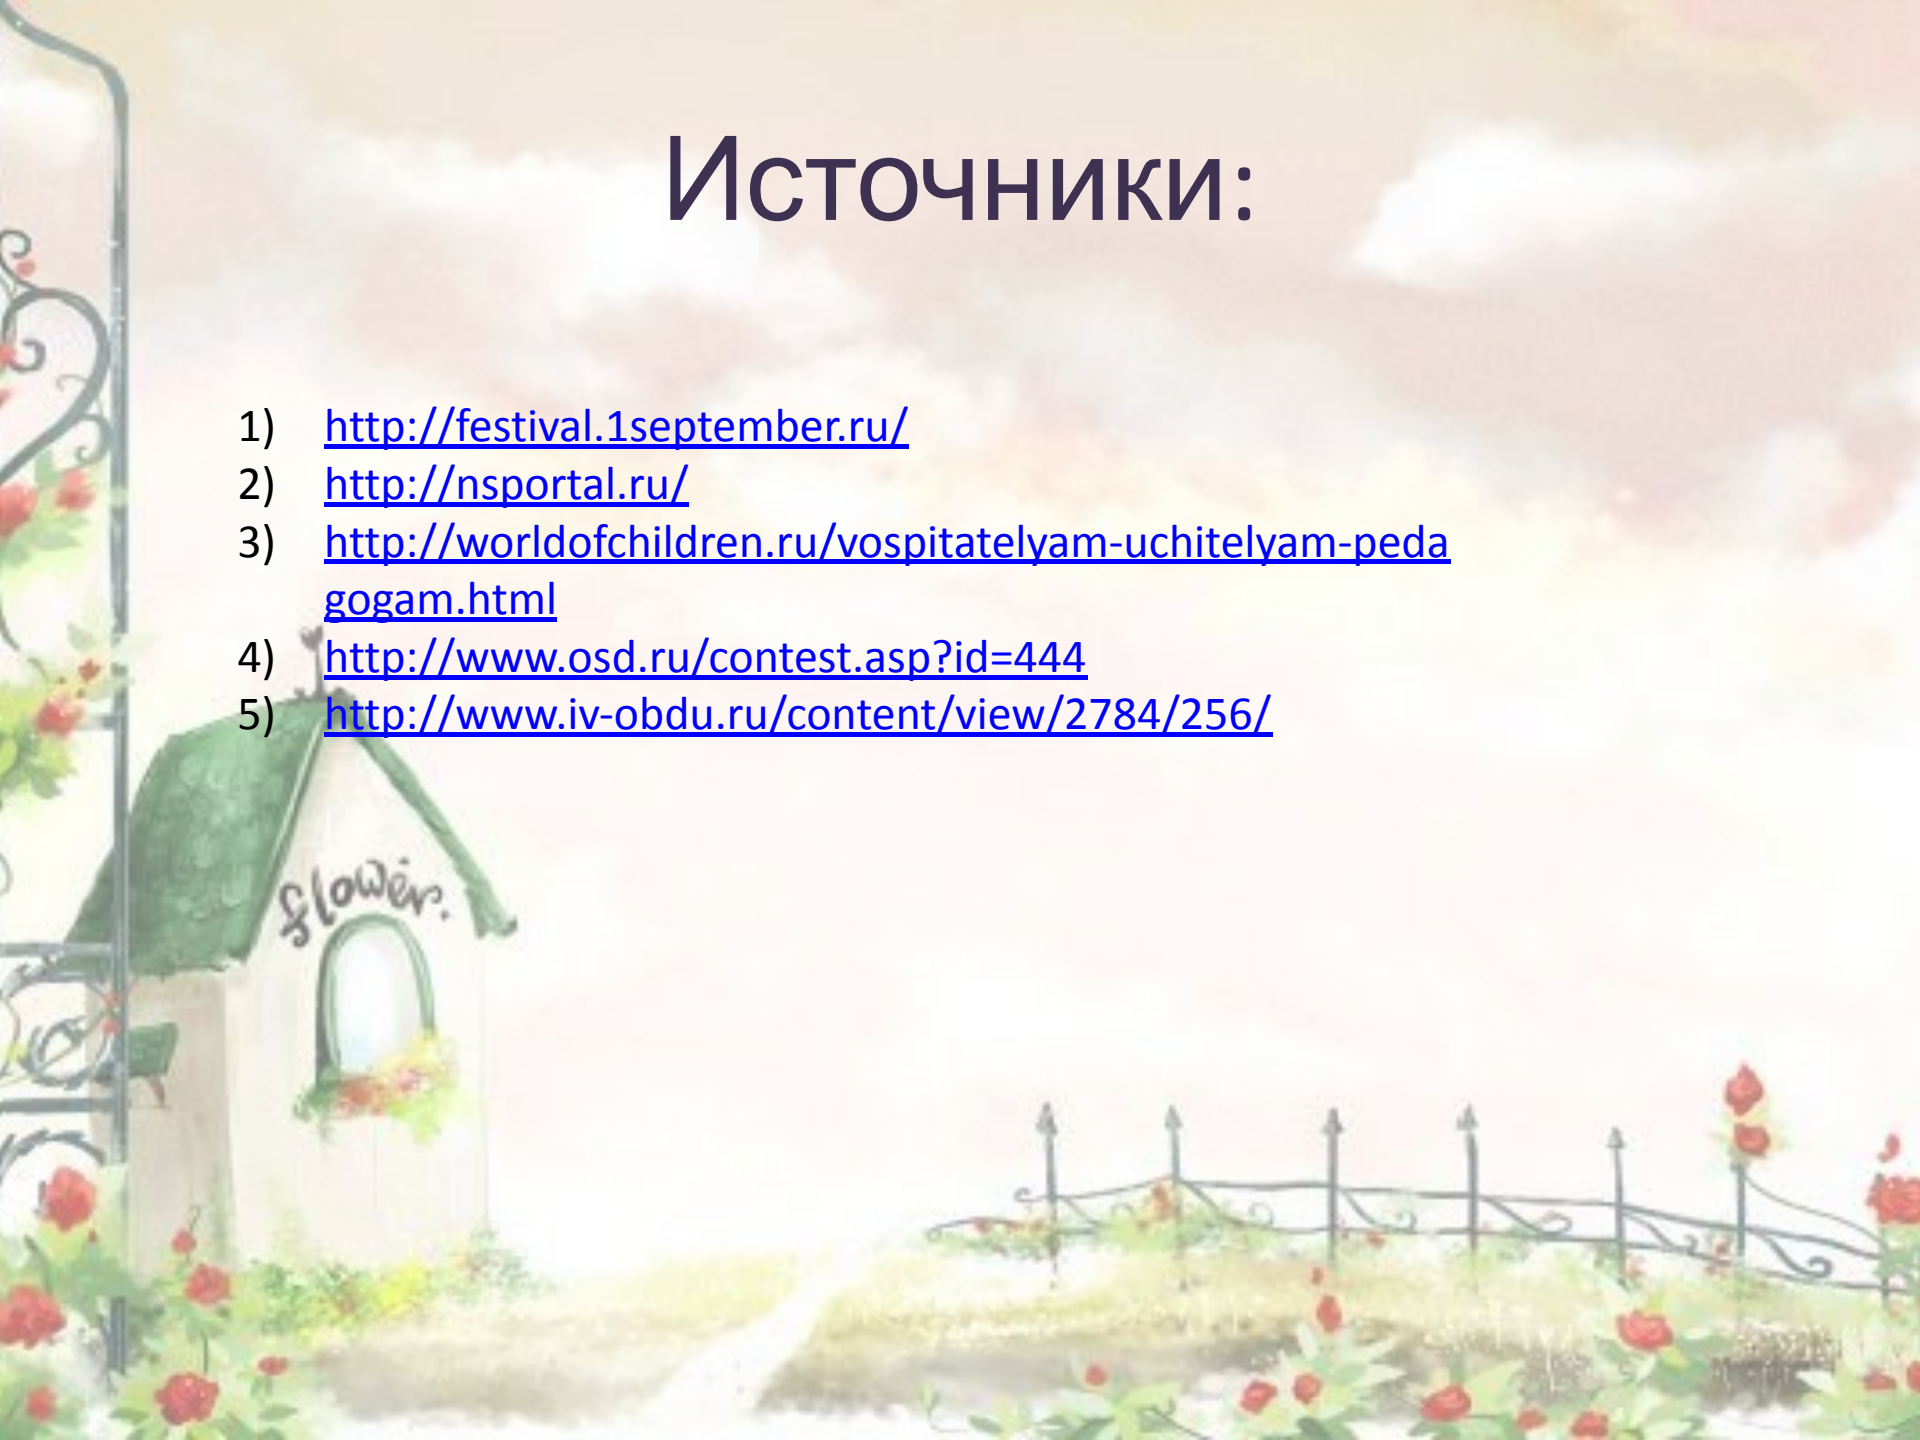 Источники:
1) http://festival.1september.ru/
2) http://nsportal.ru/
3) http://worldofchildren.ru/vospitatelyam-uchitelyam-peda
gogam.html
4) http://www.osd.ru/contest.asp?id=444
5) http://www.iv-obdu.ru/content/view/2784/256/
flower.